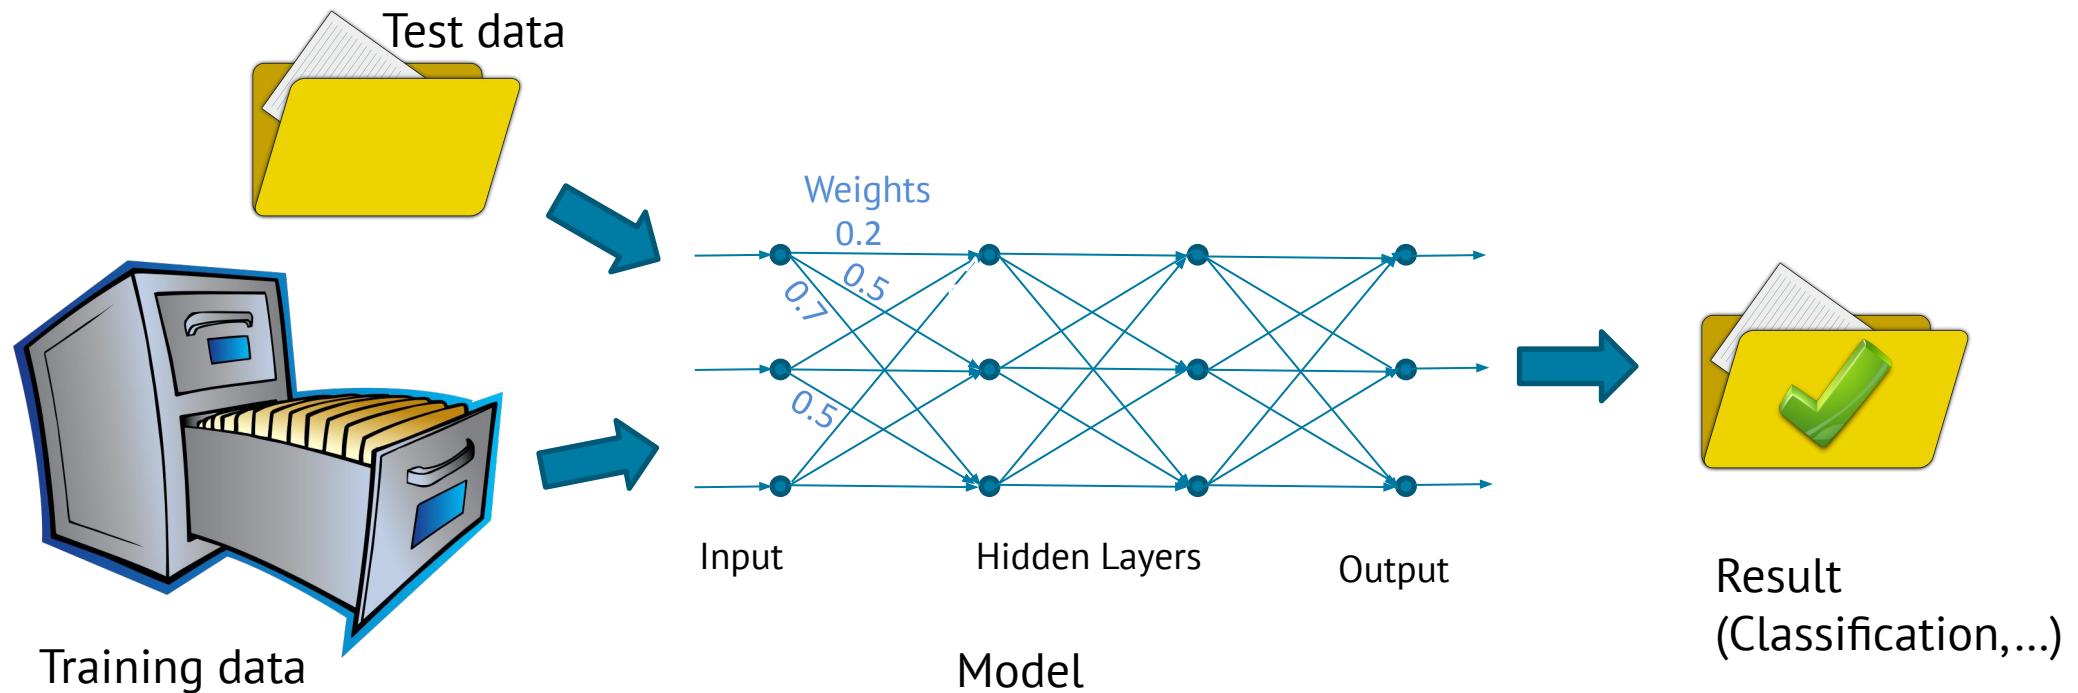 Test data
Weights
0.2
0.5
0.7
0.5
Input
Hidden Layers
Output
Result
(Classification,...)
Training data
Model